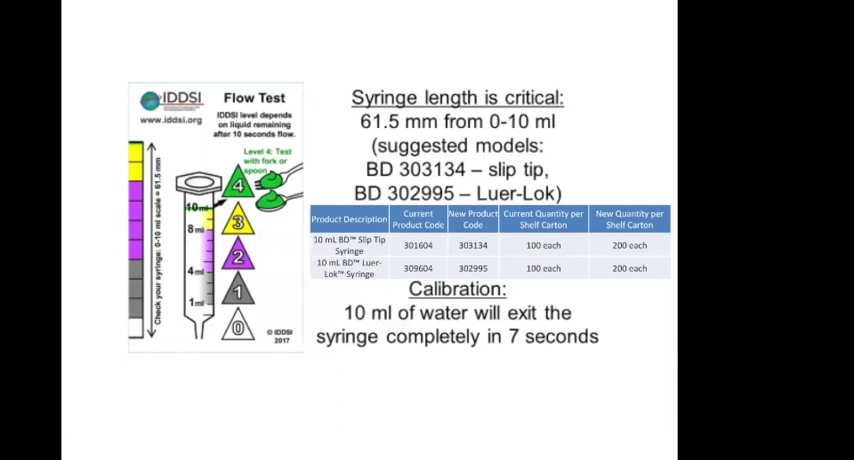 IDDSI
www.iddsi.org
Flow Test
IDDSI level depends
on liquid remaining
after 10 seconds flow.
Level 4: Test
with fork or
spoon
Check your syringe: 0-10 ml scale = 61.5 mm
10ml
8ml
4ml
1ml
4
3
2
1
0
© IDDSI
2017
Syringe length is critical:
61.5 mm from 0-10 ml
(suggested models:
BD 303134 – slip tip,
BD 302995 – Luer-Lok)
Product Description Current Product Code New Product Code Current Quantity per Shelf Carton New Quantity per Shelf Carton
10 mL BD™ Slip Tip Syringe 301604 303134 100 each 200 each
10 mL BD™ Luer-Lok™ Syringe 309604 302995 100 each 200 each
Calibration:
10 ml of water will exit the
syringe completely in 7 seconds